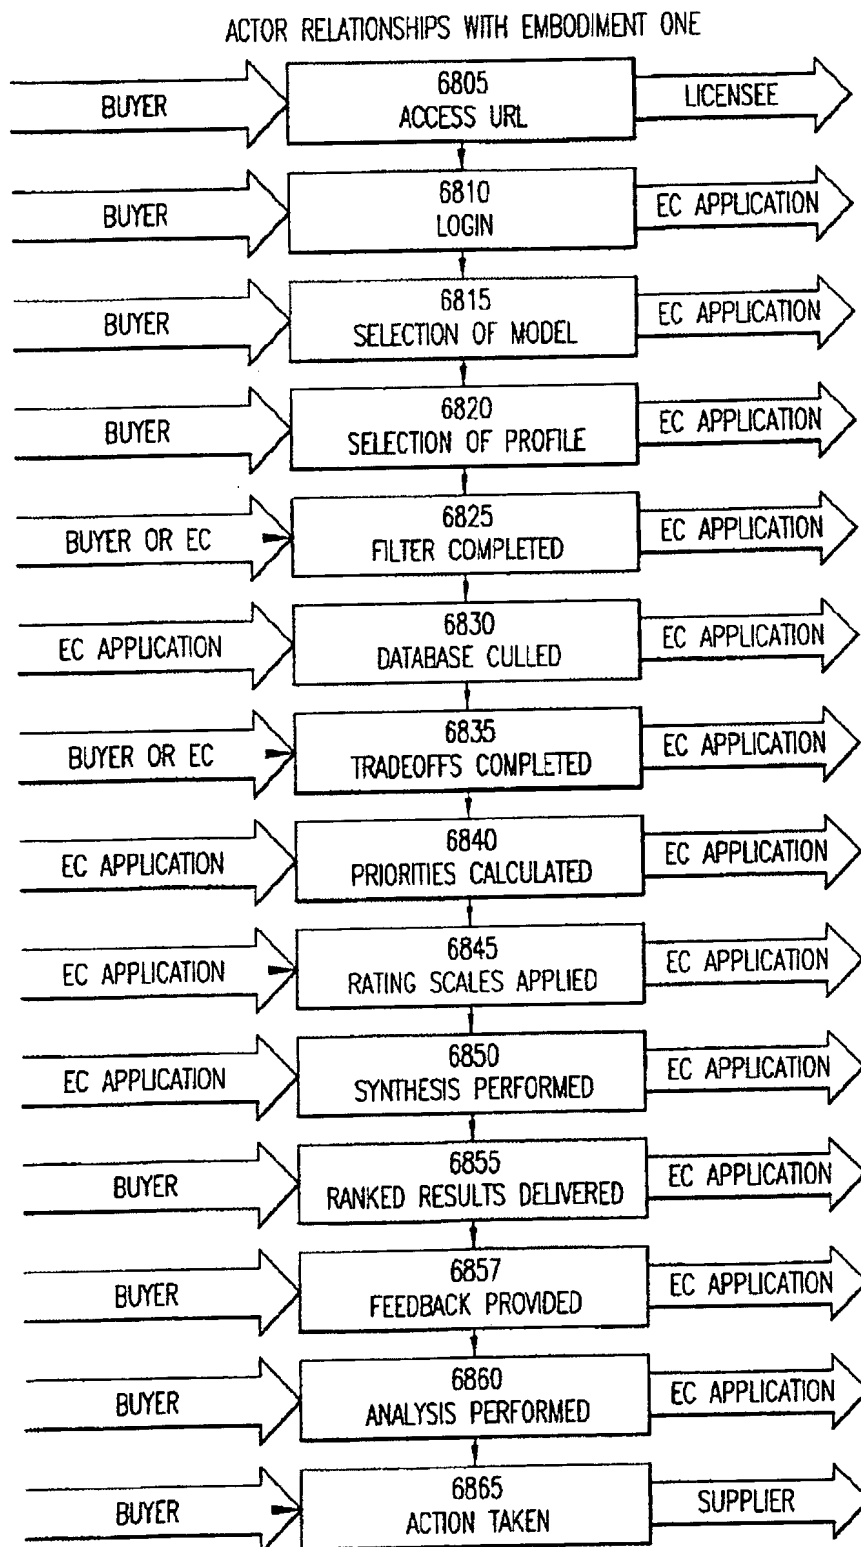 ACTOR RELATIONSHIPS WITH EMBODIMENT ONE
BUYER
6805
ACCESS URL
LICENSEE
BUYER
6810
LOGIN
EC APPLICATION
BUYER
6815
SELECTION OF MODEL
EC APPLICATION
BUYER
6820
SELECTION OF PROFILE
EC APPLICATION
BUYER OR EC
6825
FILTER COMPLETED
EC APPLICATION
EC APPLICATION
6830
DATABASE CULLED
EC APPLICATION
BUYER OR EC
6835
TRADEOFFS COMPLETED
EC APPLICATION
EC APPLICATION
6840
PRIORITIES CALCULATED
EC APPLICATION
EC APPLICATION
6845
RATING SCALES APPLIED
EC APPLICATION
EC APPLICATION
6850
SYNTHESIS PERFORMED
EC APPLICATION
BUYER
6855
RANKED RESULTS DELIVERED
EC APPLICATION
BUYER
6857
FEEDBACK PROVIDED
EC APPLICATION
BUYER
6860
ANALYSIS PERFORMED
EC APPLICATION
BUYER
6865
ACTION TAKEN
SUPPLIER